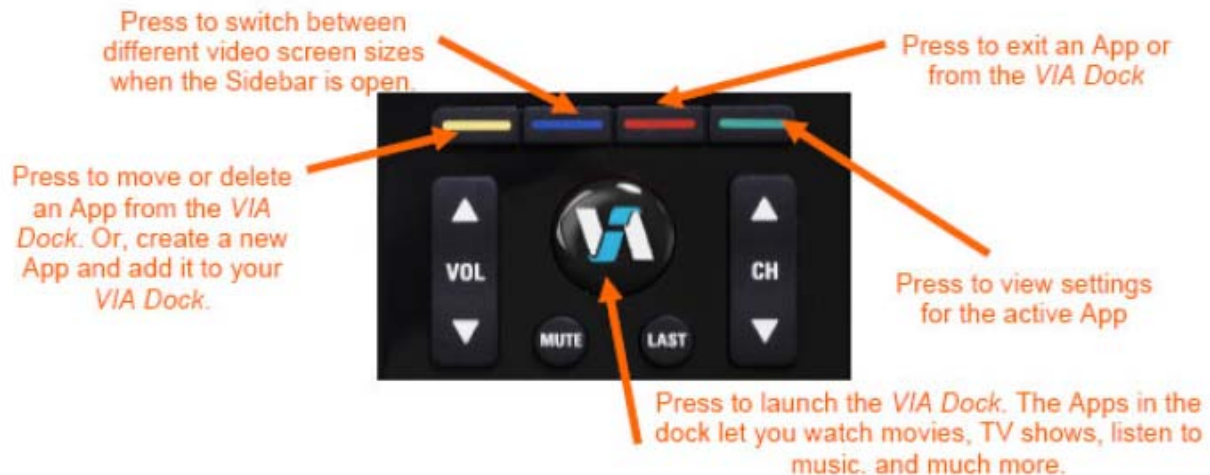 Press to switch between
different video screen sizes
when the Sidebar is open.
Press to exit an App or
from the VIA Dock
Press to move or delete
an App from the VIA
Dock. Or, create a new
App and add it to your
VIA Dock.
VOL
VIA
CH
MUTE
LAST
Press to view settings
for the active App
Press to launch the VIA Dock. The Apps in the
dock let you watch movies, TV shows, listen to
music. and much more.